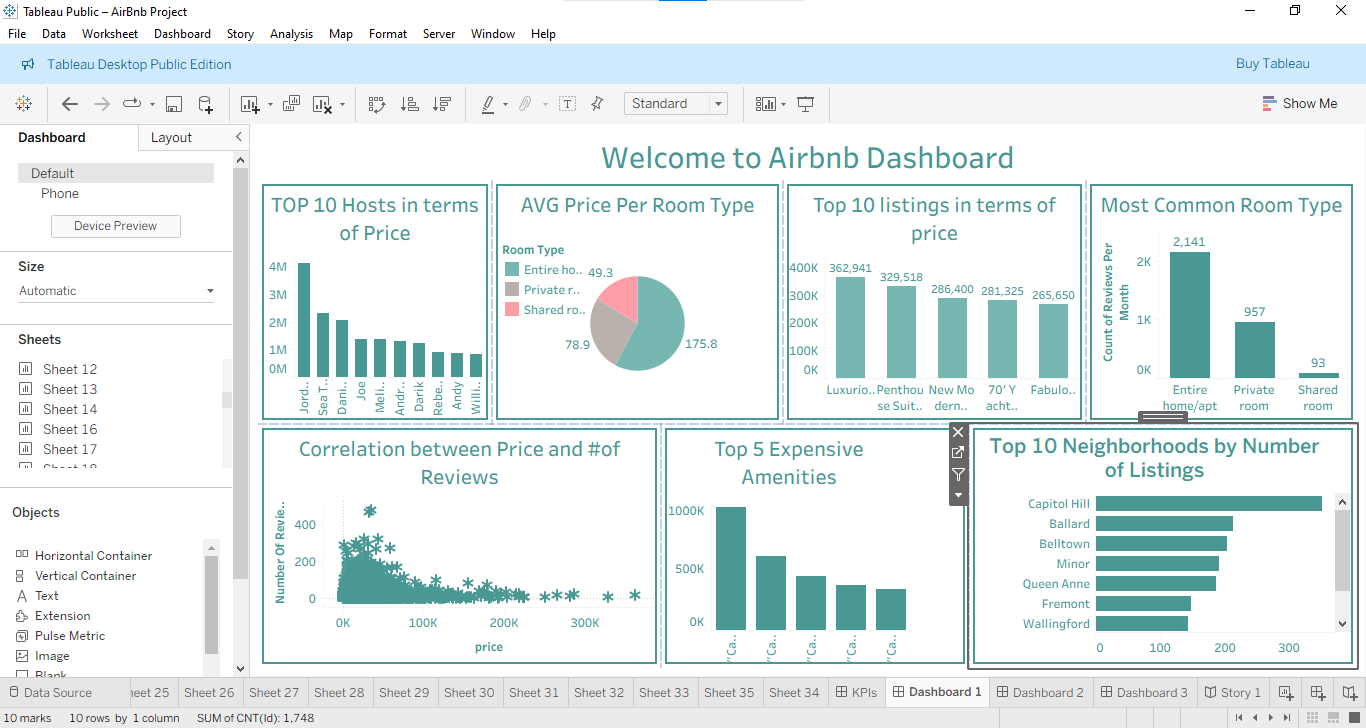 Tableau Public – AirBnb Project
File Data Worksheet Dashboard Story Analysis Map Format Server Window Help
Tableau Desktop Public Edition
Buy Tableau
Standard
Show Me
Dashboard
Layout
Default
Phone
Device Preview
Size
Automatic
Sheets
Sheet 12
Sheet 13
Sheet 14
Sheet 16
Sheet 17
Objects
Horizontal Container
Vertical Container
Text
Extension
Pulse Metric
Image
Blank
Welcome to Airbnb Dashboard
TOP 10 Hosts in terms
of Price
4M
3M
2M
1M
0M
Jord..
Sea T..
Dani..
Joe
Meli..
Andr..
Darik
Rebe..
Andy
Willi..
AVG Price Per Room Type
Room Type
Entire ho..
Private r..
Shared ro..
49.3
78.9
175.8
Top 10 listings in terms of
price
400K
300K
200K
100K
0K
362,941
329,518
286,400
281,325
265,650
Luxurio..
Penthou
se Suit..
New Mo
dern..
70' Y
acht..
Fabulo..
Most Common Room Type
Count of Reviews Per
Month
2K
1K
0K
2,141
957
93
Entire
home/apt
Private
room
Shared
room
Correlation between Price and #of
Reviews
Number Of Revie..
400
200
0
0K 100K 200K 300K
price
Top 5 Expensive
Amenities
1000K
500K
0K
"Ca..
"Ca..
"Ca..
"Ca..
"Ca..
Top 10 Neighborhoods by Number
of Listings
Capitol Hill
Ballard
Belltown
Minor
Queen Anne
Fremont
Wallingford
0 100 200 300
Data Source
Sheet 26 Sheet 27 Sheet 28 Sheet 29 Sheet 30 Sheet 31 Sheet 32 Sheet 33 Sheet 35 Sheet 34 KPIs Dashboard 1 Dashboard 2 Dashboard 3 Story 1
10 marks 10 rows by 1 column SUM of CNT(Id): 1,748